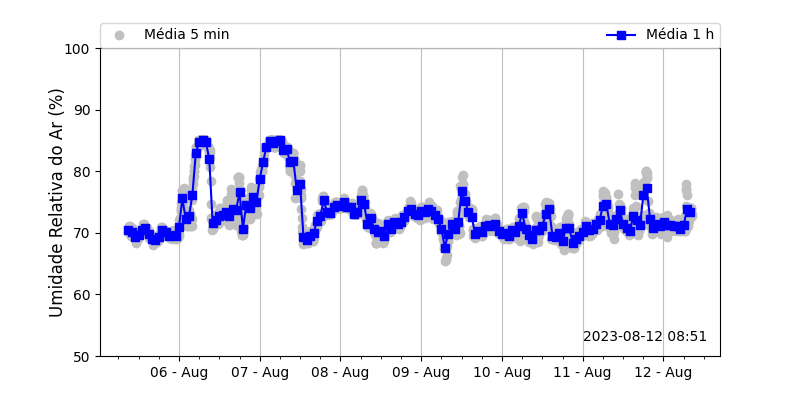 Média 5 min
Média 1 h
100
90
80
70
60
50
Umidade Relativa do Ar (%)
2023-08-12 08:51
06 - Aug
07 - Aug
08 - Aug
09 - Aug
10 - Aug
11 - Aug
12 - Aug